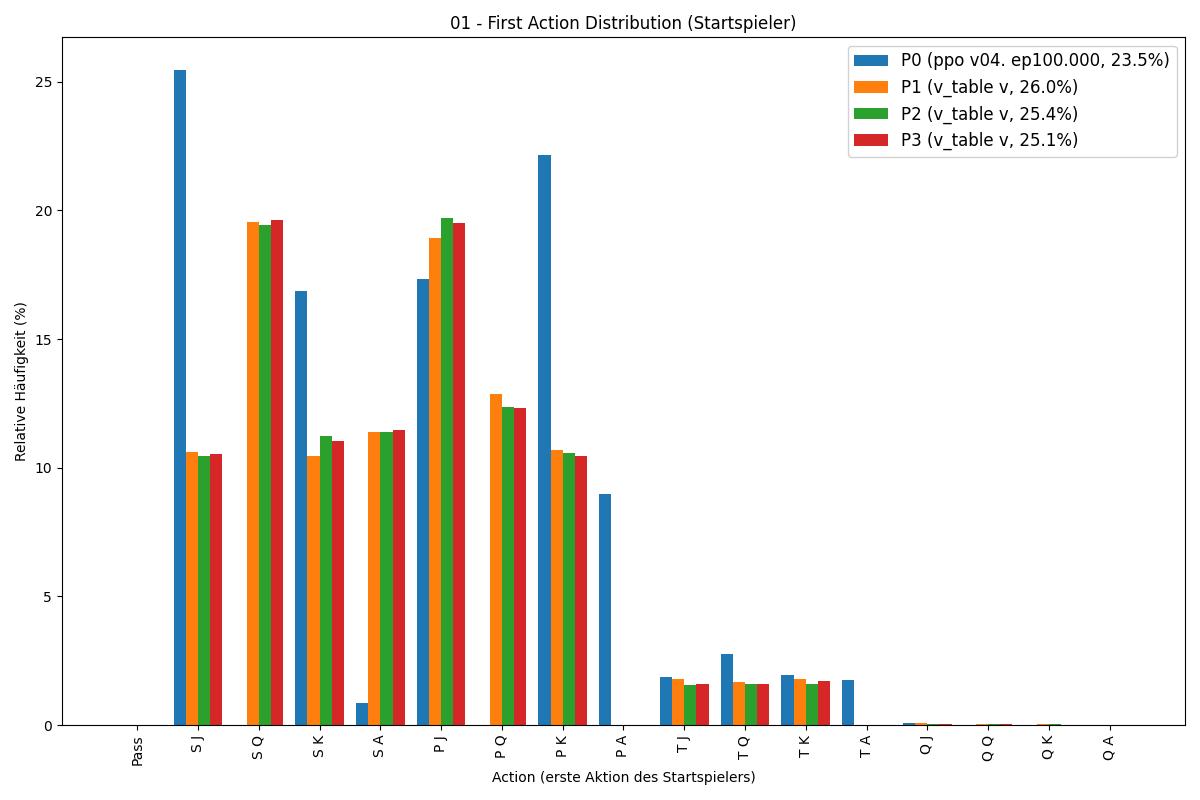 01 - First Action Distribution (Startspieler)
P0 (ppo v04. ep100.000, 23.5%)
P1 (v_table v, 26.0%)
P2 (v_table v, 25.4%)
P3 (v_table v, 25.1%)
Relative Häufigkeit (%)
25
20
15
10
5
0
Pass
S J
S Q
S K
S A
P J
P Q
P K
P A
T J
T Q
T K
T A
Q J
Q Q
Q K
Q A
Action (erste Aktion des Startspielers)